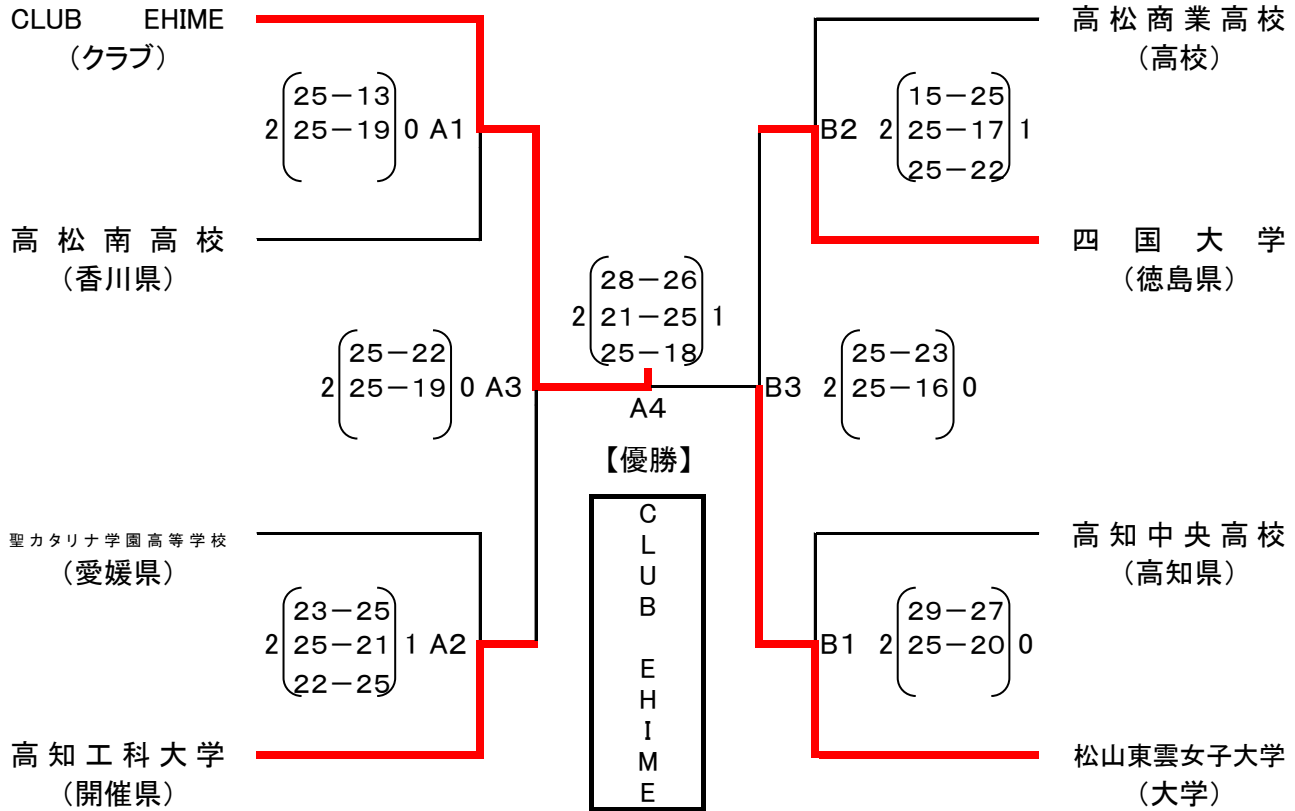 CLUB EHIME
(クラブ)
高松商業高校
(高校)
25-13
2 25-19 0 A1
B2 2 25-17 1
15-25
25-22
高松南高校
(香川県)
四国大学
(徳島県)
28-26
2 21-25 1
25-18
25-22
2 25-19 0 A3
A4
B3 2 25-16 0
25-23
【優勝】
CLUB EHIME
聖カタリナ学園高等学校
(愛媛県)
高知中央高校
(高知県)
23-25
2 25-21 1 A2
22-25
29-27
B1 2 25-20 0
高知工科大学
(開催県)
松山東雲女子大学
(大学)